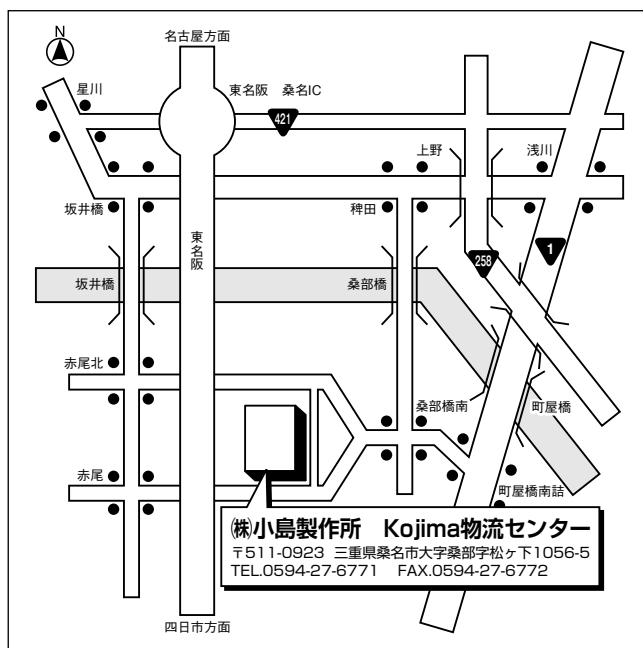 N
名古屋方面
星川
東名阪　桑名IC
421
上野
浅川
坂井橋
稗田
東名阪
258
1
坂井橋
桑部橋
赤尾北
桑部橋南
町屋橋
赤尾
町屋橋南詰
㈱小島製作所　Kojima物流センター
〒511-0923 三重県桑名市大字桑部字松ヶ下1056-5
TEL.0594-27-6771　FAX.0594-27-6772
四日市方面